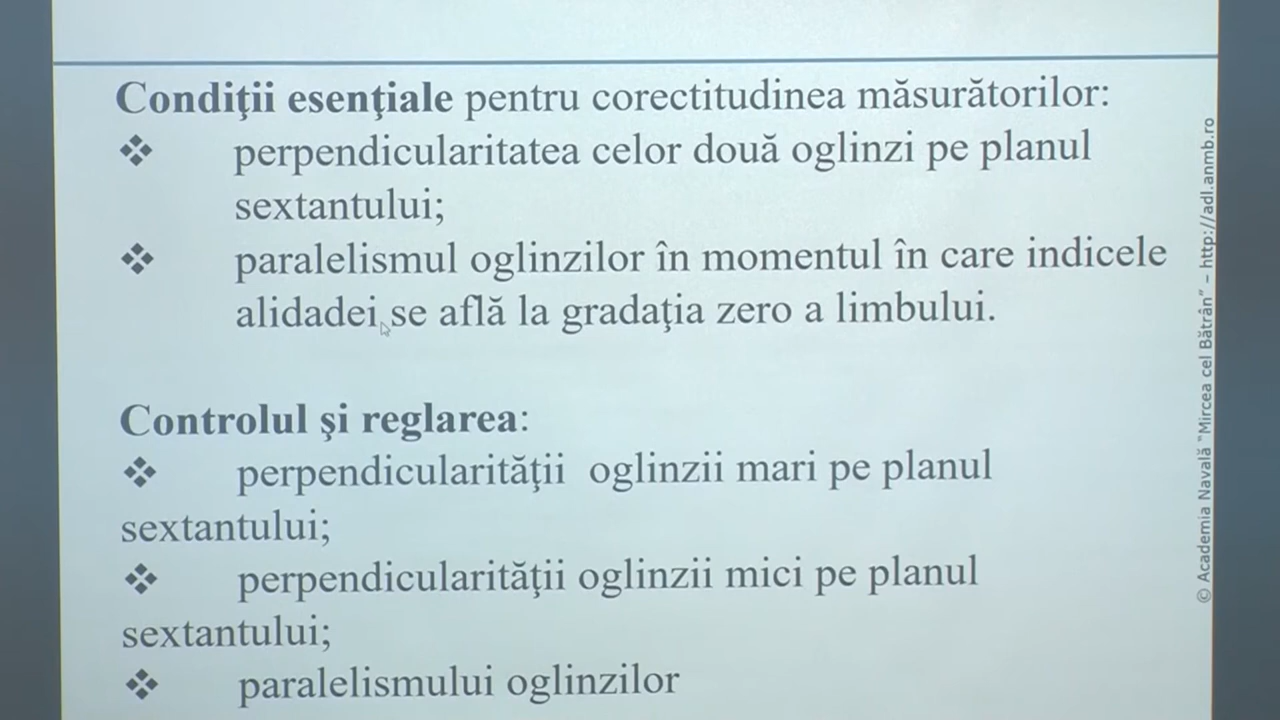 Condiţii esenţiale pentru corectitudinea măsurătorilor:
❖ perpendicularitatea celor două oglinzi pe planul
sextantului;
❖ paralelismul oglinzilor în momentul în care indicele
alidadei se află la gradaţia zero a limbului.
Controlul şi reglarea:
❖ perpendicularităţii oglinzii mari pe planul
sextantului;
❖ perpendicularităţii oglinzii mici pe planul
sextantului;
❖ paralelismului oglinzilor
© Academia Navală “Mircea cel Bătrân” – http://adl.anmb.ro